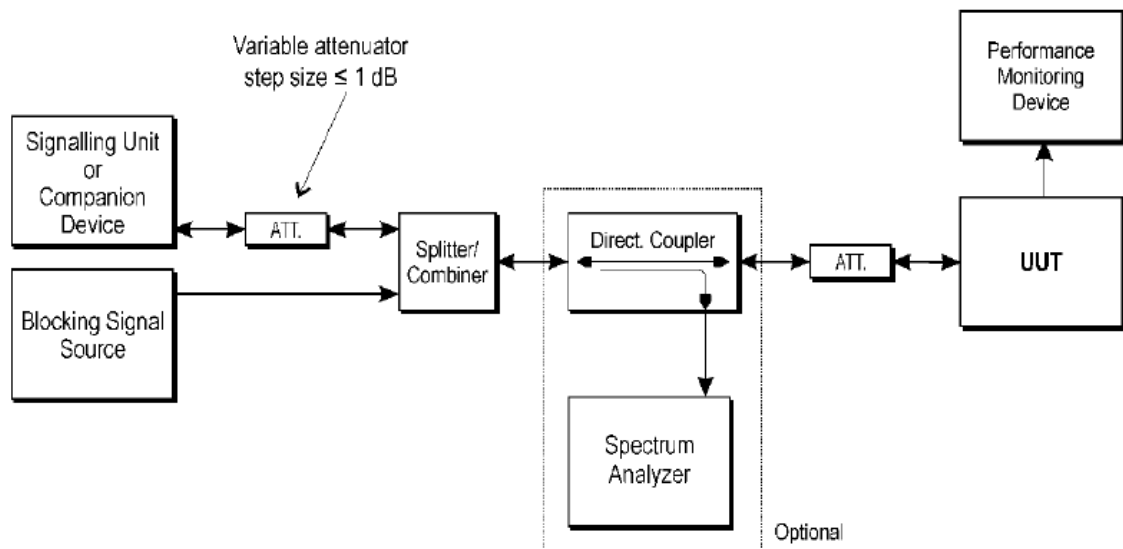 Variable attenuator
step size ≤ 1 dB
Performance
Monitoring
Device
Signalling Unit
or
Companion
Device
ATT.
Splitter/
Combiner
Direct. Coupler
ATT.
UUT
Blocking Signal
Source
Spectrum
Analyzer
Optional